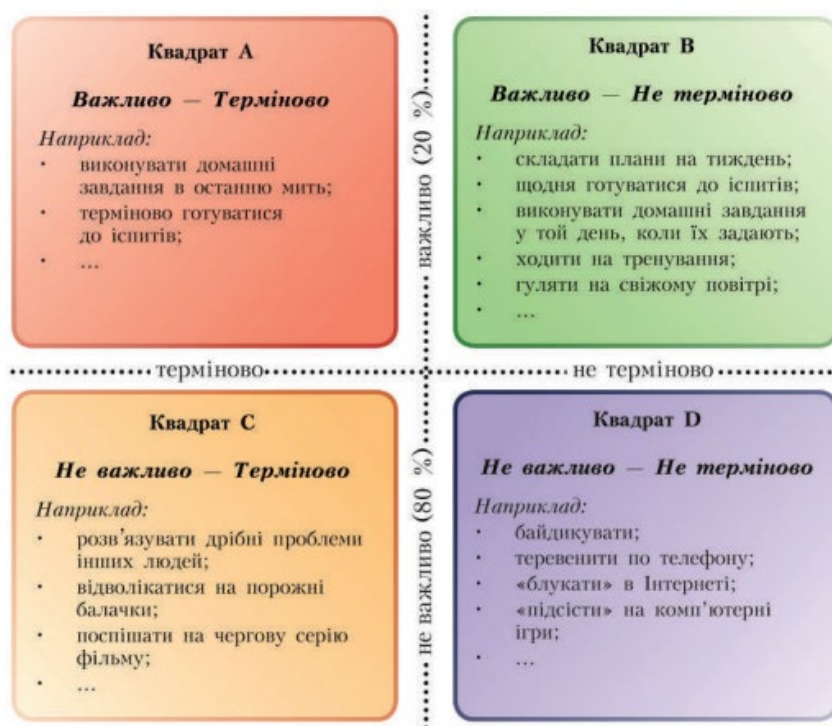 Квадрат А
Важливо — Терміново
Наприклад:
• виконувати домашні
завдання в останню мить;
• терміново готуватися
до іспитів;
• ...
важливо (20 %)
Квадрат В
Важливо — Не терміново
Наприклад:
• складати плани на тиждень;
• щодня готуватися до іспитів;
• виконувати домашні завдання
у той день, коли їх задають;
• ходити на тренування;
• гуляти на свіжому повітрі;
• ...
терміново
не терміново
Квадрат С
Не важливо — Терміново
Наприклад:
• розв'язувати дрібні проблеми
інших людей;
• відволікатися на порожні
балачки;
• поспішати на чергову серію
фільму;
• ...
не важливо (80 %)
Квадрат D
Не важливо — Не терміново
Наприклад:
• байдикувати;
• теревенити по телефону;
• «блукати» в Інтернеті;
• «підсісти» на комп'ютерні
ігри;
• ...